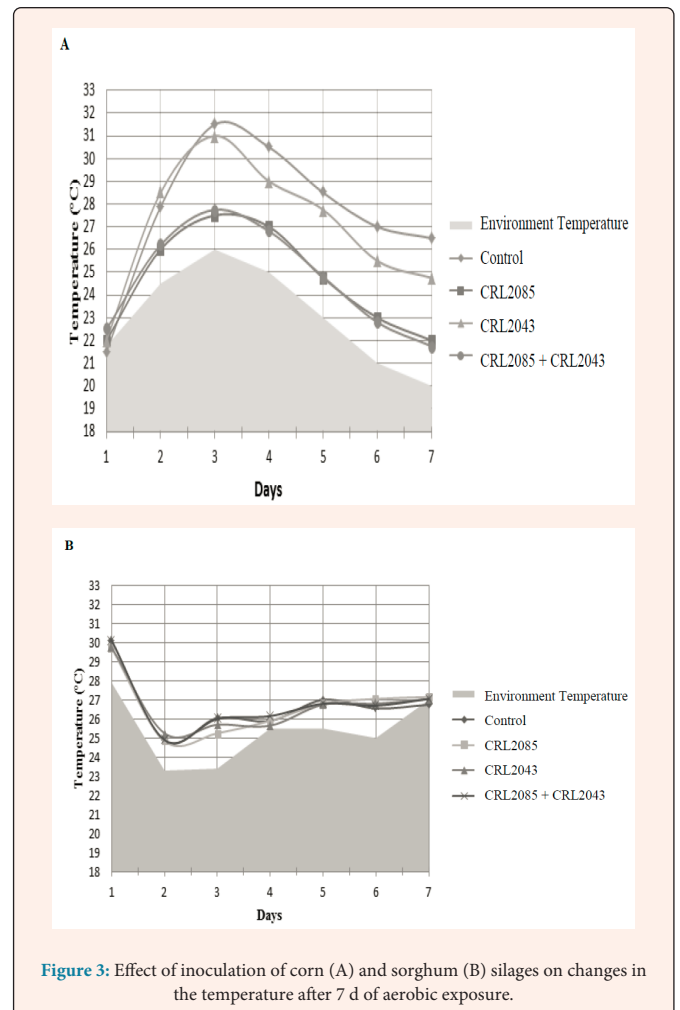 A
33
32
31
30
29
28
27
26
25
24
23
22
21
20
19
18
Temperature (°C)
1 2 3 4 5 6 7
Days
Environment Temperature
Control
CRL2085
CRL2043
CRL2085 + CRL2043
B
33
32
31
30
29
28
27
26
25
24
23
22
21
20
19
18
Temperature (°C)
1 2 3 4 5 6 7
Days
Environment Temperature
Control
CRL2085
CRL2043
CRL2085 + CRL2043
Figure 3: Effect of inoculation of corn (A) and sorghum (B) silages on changes in
the temperature after 7 d of aerobic exposure.